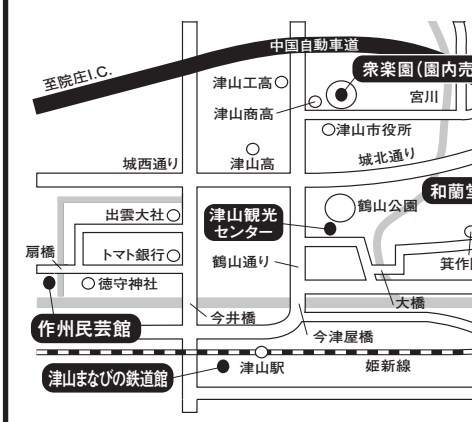 中国自動車道
至院庄I.C.
衆楽園(園内売
津山工高
宮川
津山商高
津山市役所
城西通り
津山高
城北通り
和蘭堂
鶴山公園
出雲大社
津山観光
センター
扇橋
トマト銀行
鶴山通り
箕作
徳守神社
大橋
今井橋
作州民芸館
今津屋橋
津山駅
姫新線
津山まなびの鉄道館